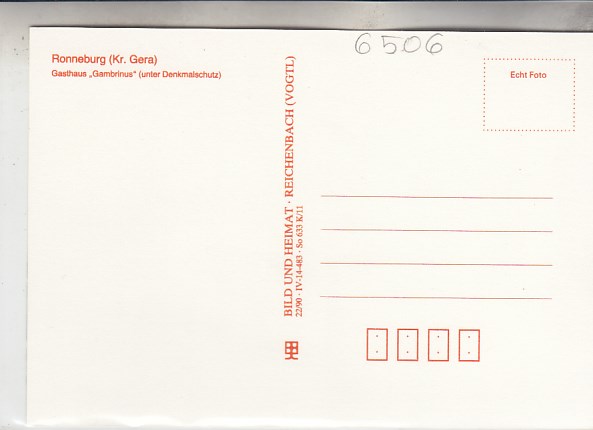 6506
Ronneburg (Kr. Gera)
Gasthaus „Gambrinus" (unter Denkmalschutz)
Echt Foto
BILD UND HEIMAT · REICHENBACH (VOGTL)
22/90 · IV-14-483 · So 633 K/11